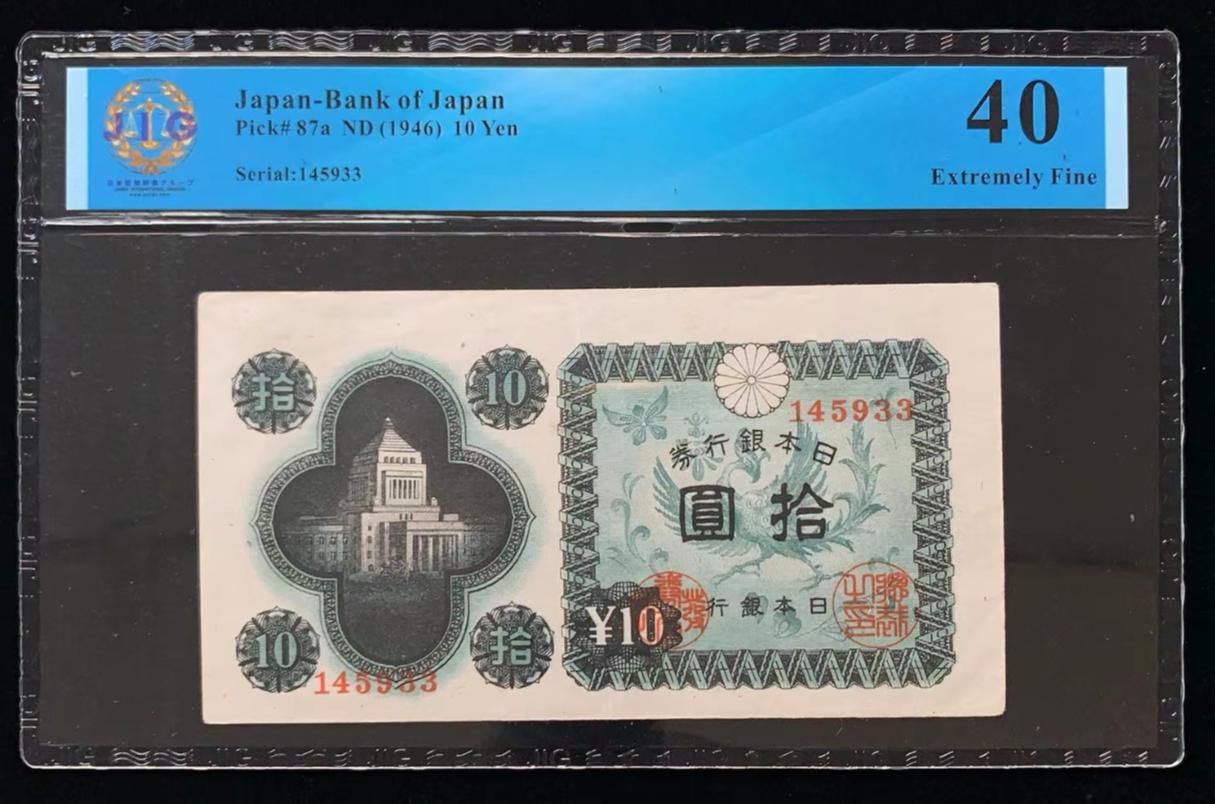 JIG
Japan-Bank of Japan
Pick# 87a ND (1946) 10 Yen
Serial:145933
40
Extremely Fine
拾
10
145933
券行銀本日
圓拾
¥10
行銀本日
10
拾
145933